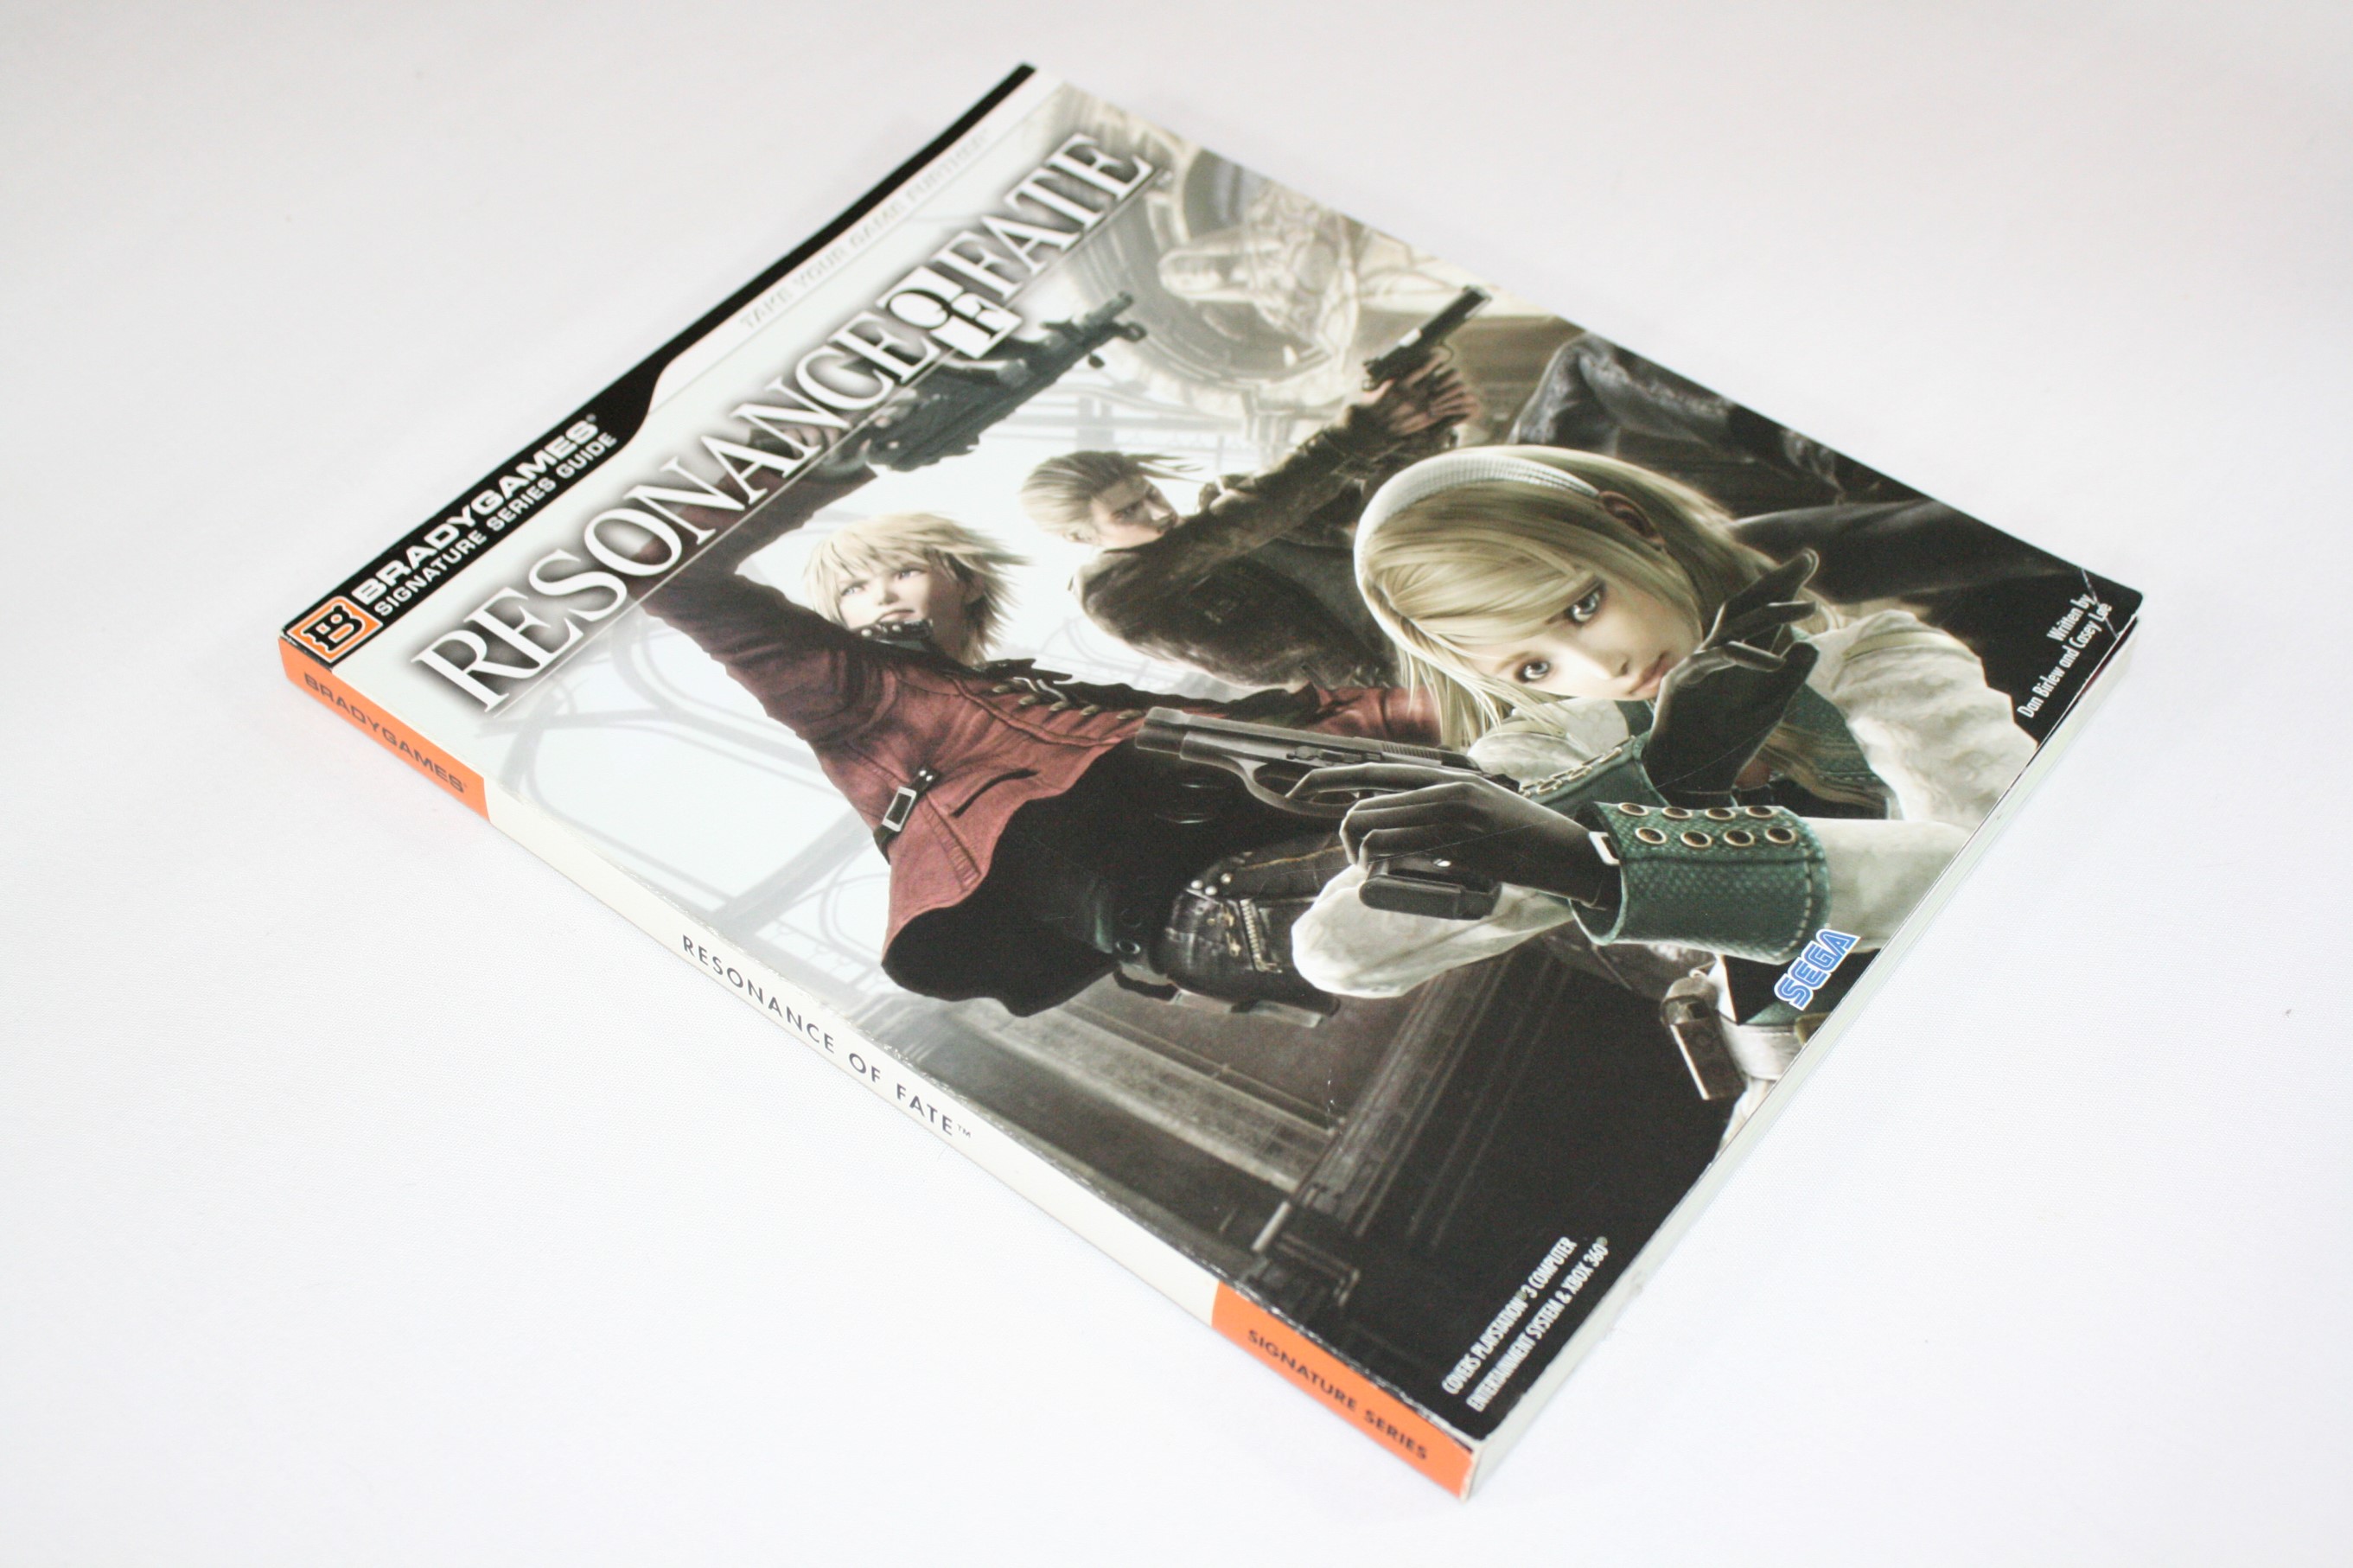 BRADYGAMES®
SIGNATURE SERIES GUIDE
TAKE YOUR GAME FURTHER®
RESONANCE OF FATE
Written by
Dan Birlew and Casey Loe
SEGA
COVERS PLAYSTATION®3 COMPUTER
ENTERTAINMENT SYSTEM & XBOX 360®
BRADYGAMES®
RESONANCE OF FATE™
SIGNATURE SERIES